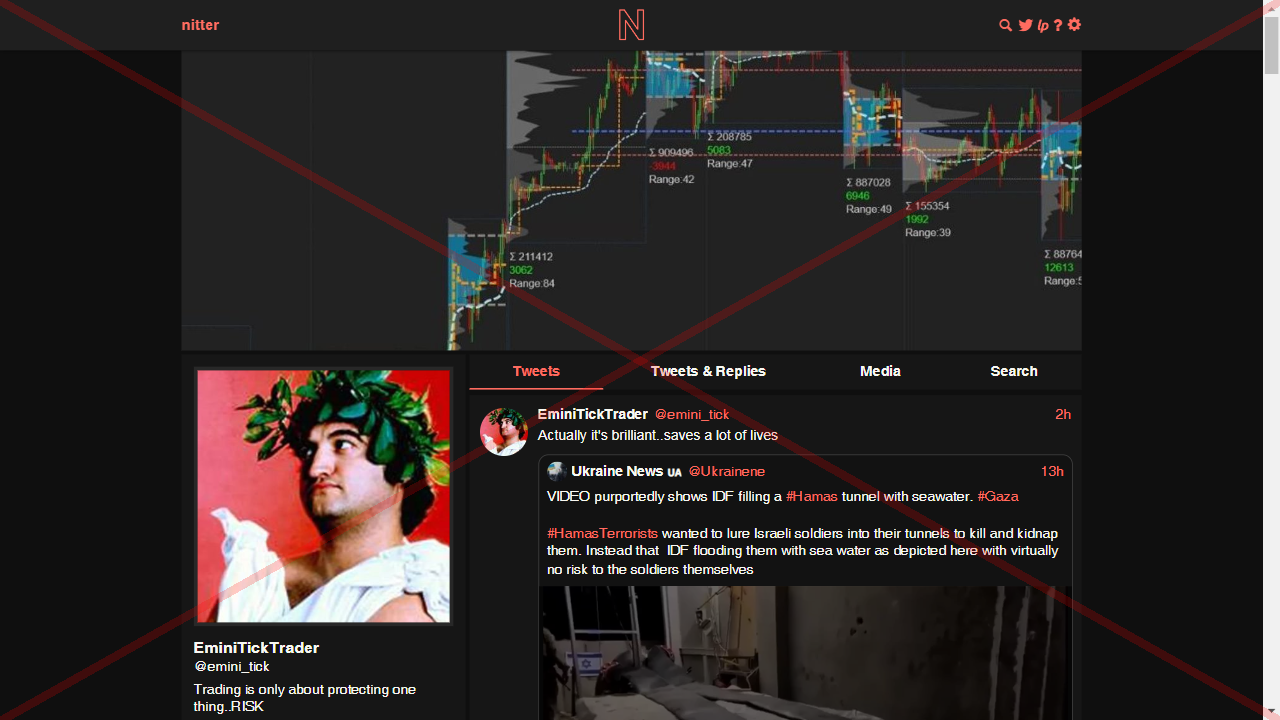 nitter
N
lp ?
Σ 909496
-3944
Range:42
Σ 208785
5083
Range:47
Σ 887028
6946
Range:49
Σ 155354
1992
Range:39
Σ 211412
3062
Range:84
Σ 88764
12613
Range:5
Tweets
Tweets & Replies
Media
Search
EminiTickTrader @emini_tick 2h
Actually it's brilliant..saves a lot of lives
Ukraine News UA @Ukrainene 13h
VIDEO purportedly shows IDF filling a #Hamas tunnel with seawater. #Gaza
#HamasTerrorists wanted to lure Israeli soldiers into their tunnels to kill and kidnap
them. Instead that IDF flooding them with sea water as depicted here with virtually
no risk to the soldiers themselves
EminiTickTrader
@emini_tick
Trading is only about protecting one
thing..RISK